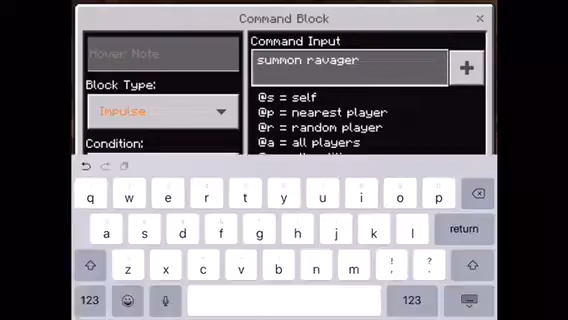 Command Block
Hover Note
Command Input
summon ravager
Block Type:
Impulse
@s = self
@p = nearest player
@r = random player
@a = all players
Condition:
q w e r t y u i o p
a s d f g h j k l return
z x c v b n m ! , ? .
123 123